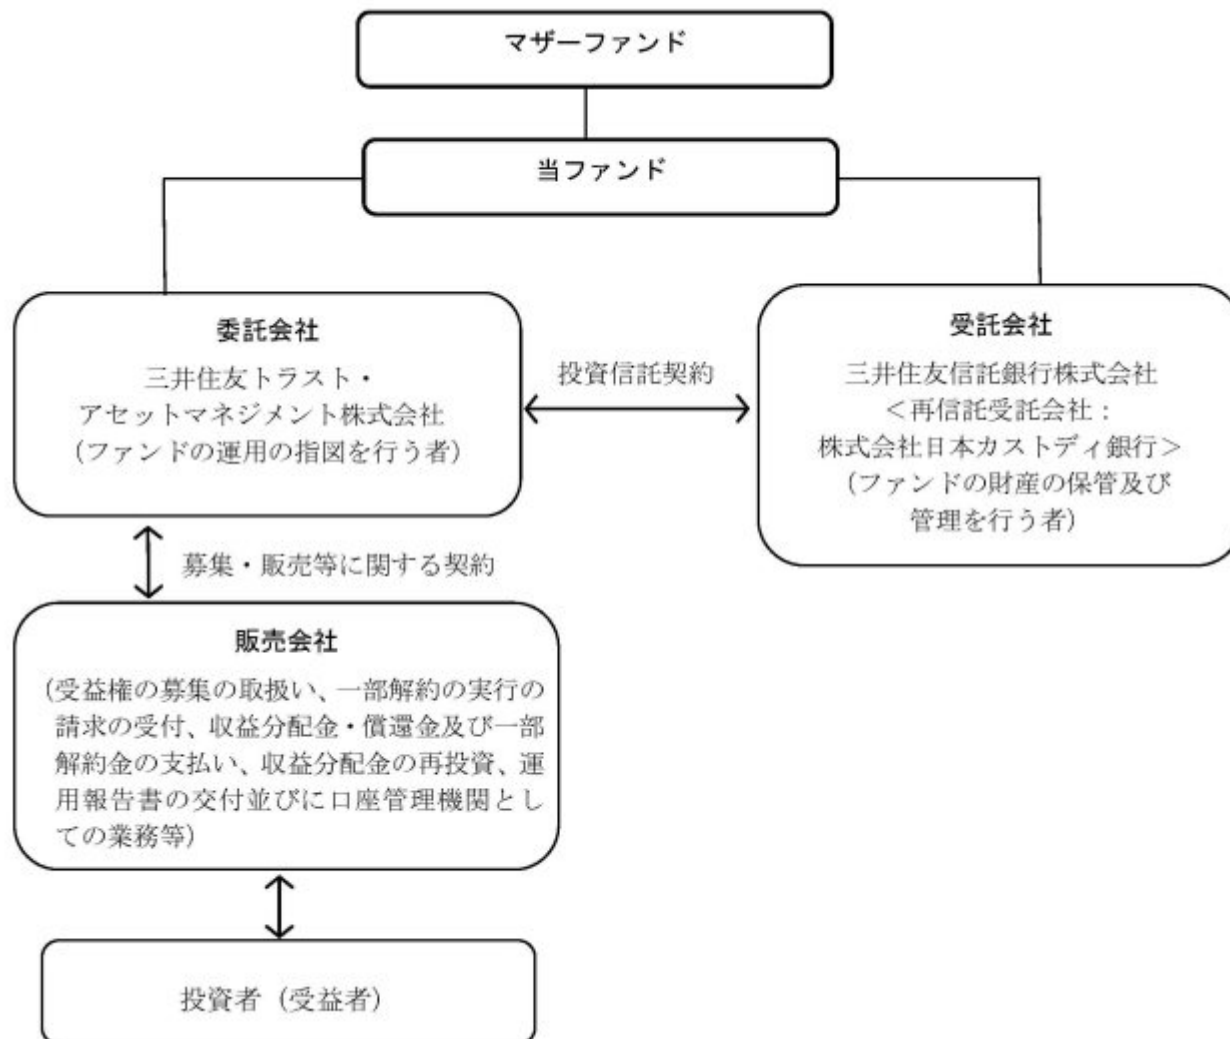 マザーファンド
当ファンド
委託会社
三井住友トラスト・
アセットマネジメント株式会社
（ファンドの運用の指図を行う者）
投資信託契約
受託会社
三井住友信託銀行株式会社
＜再信託受託会社：
株式会社日本カストディ銀行＞
（ファンドの財産の保管及び
管理を行う者）
募集・販売等に関する契約
販売会社
（受益権の募集の取扱い、一部解約の実行の
請求の受付、収益分配金・償還金及び一部
解約金の支払い、収益分配金の再投資、運
用報告書の交付並びに口座管理機関とし
ての業務等）
投資者（受益者）